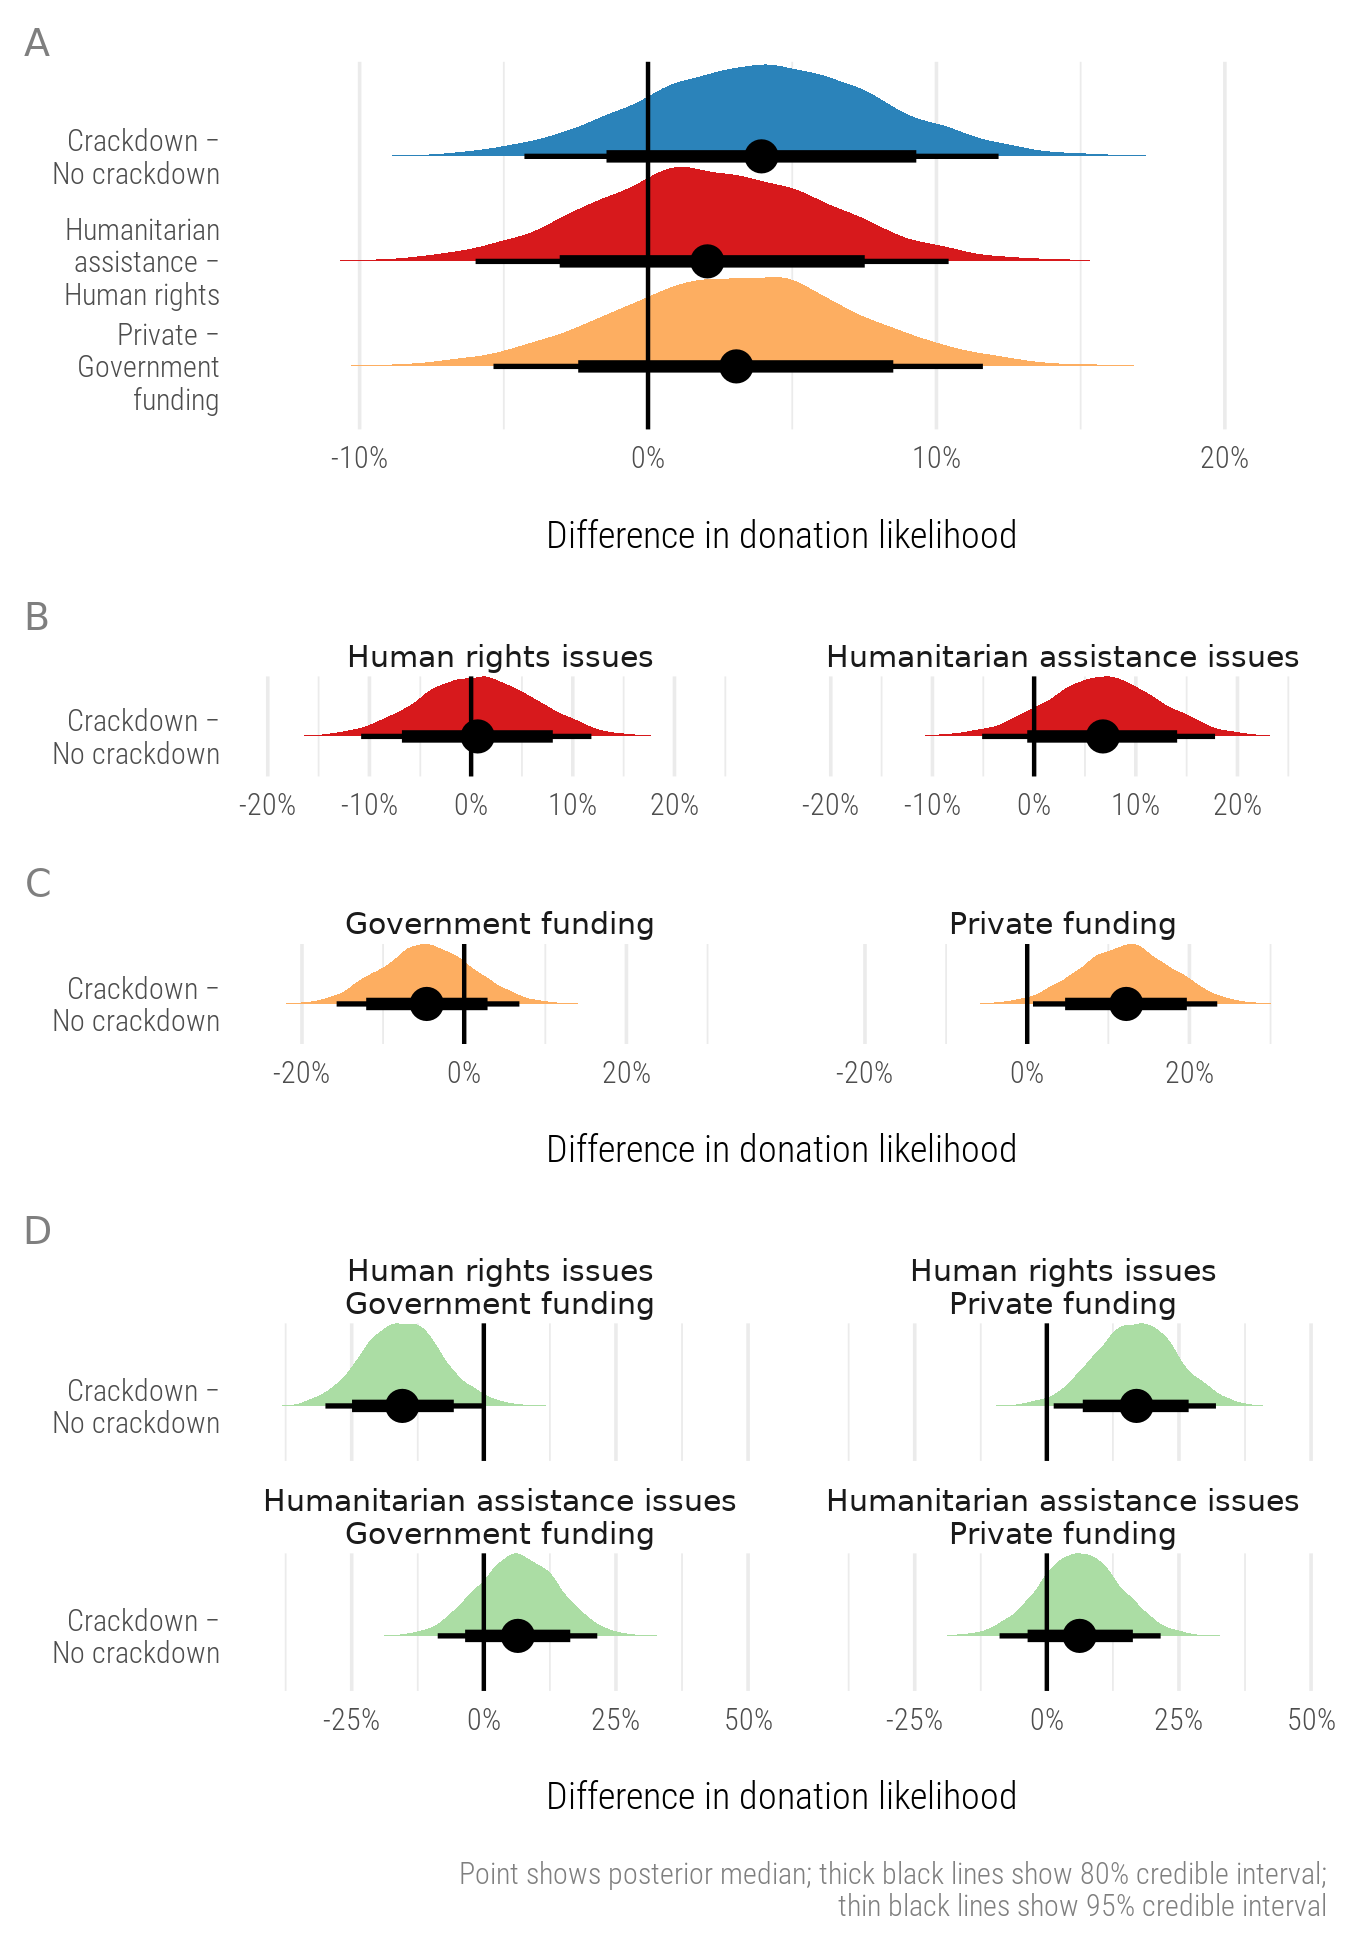 A
Crackdown −
No crackdown
Humanitarian
assistance −
Human rights
Private −
Government
funding
-10% 0% 10% 20%
Difference in donation likelihood
B
Human rights issues Humanitarian assistance issues
Crackdown −
No crackdown
-20% -10% 0% 10% 20% -20% -10% 0% 10% 20%
C
Government funding Private funding
Crackdown −
No crackdown
-20% 0% 20% -20% 0% 20%
Difference in donation likelihood
D
Human rights issues Human rights issues
Government funding Private funding
Crackdown −
No crackdown
Humanitarian assistance issues Humanitarian assistance issues
Government funding Private funding
Crackdown −
No crackdown
-25% 0% 25% 50% -25% 0% 25% 50%
Difference in donation likelihood
Point shows posterior median; thick black lines show 80% credible interval;
thin black lines show 95% credible interval